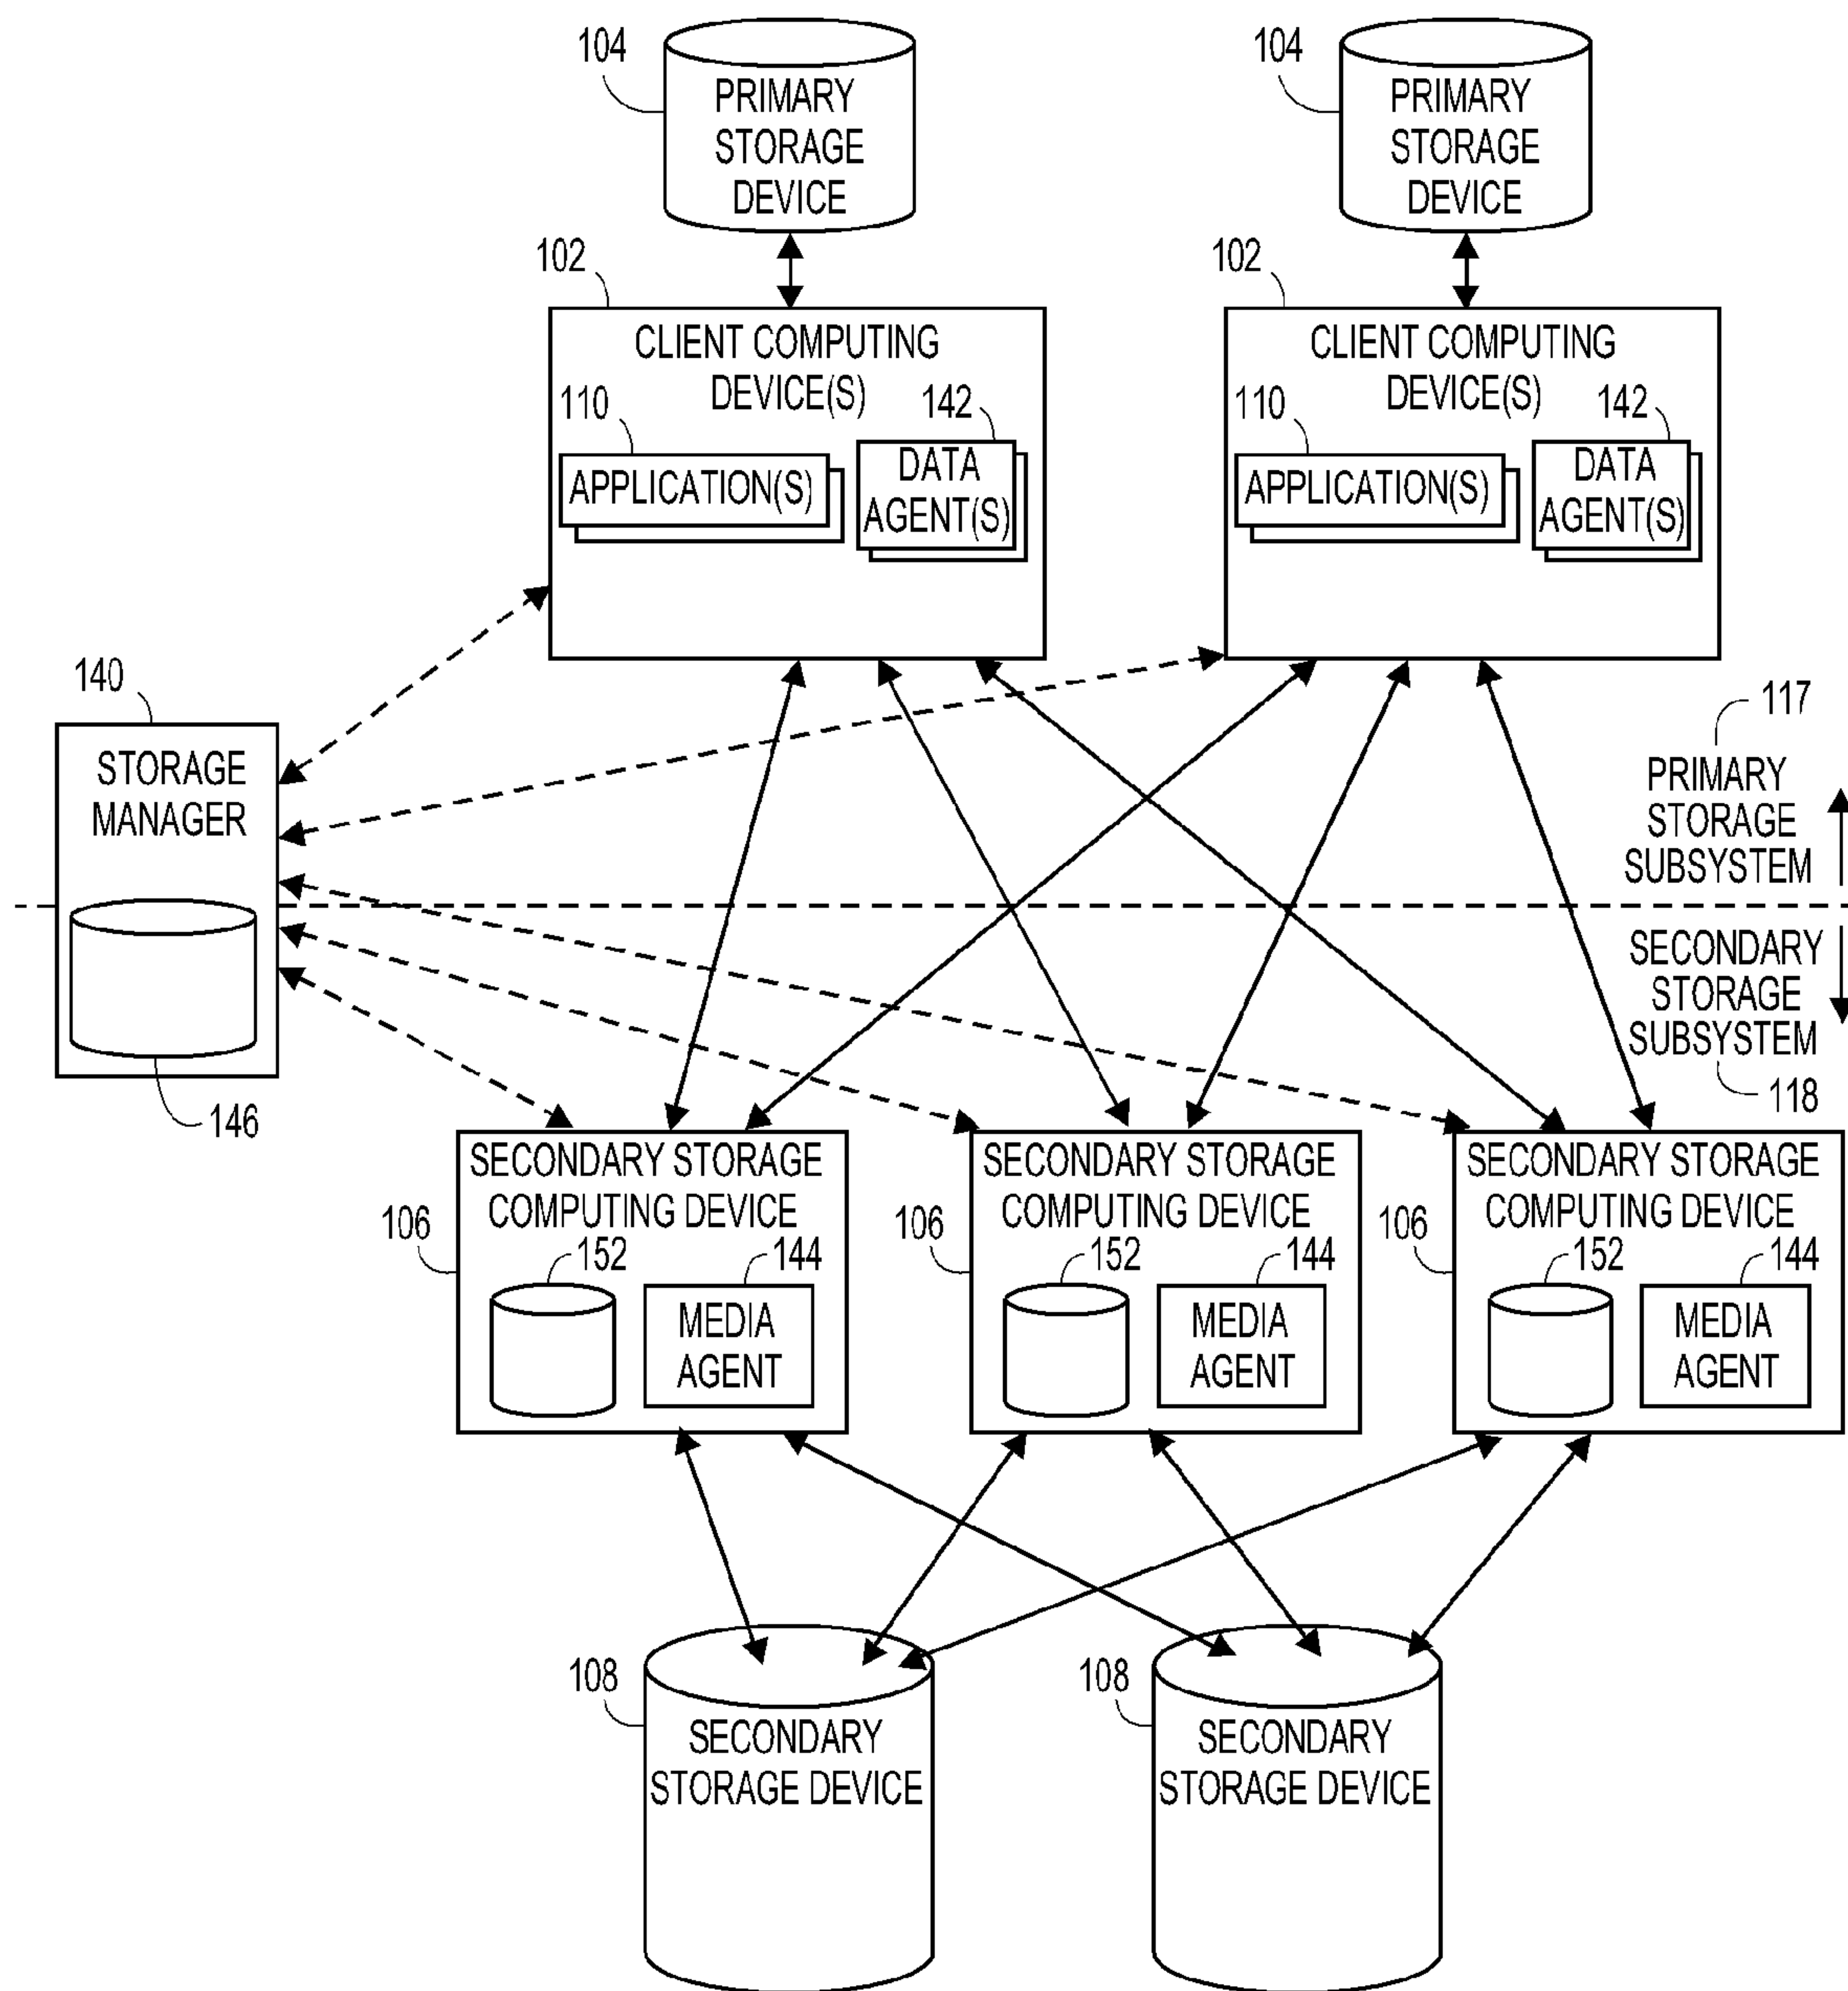 104
PRIMARY
STORAGE
DEVICE
104
PRIMARY
STORAGE
DEVICE
102
CLIENT COMPUTING
DEVICE(S)
110
142
APPLICATION(S)
DATA
AGENT(S)
102
CLIENT COMPUTING
DEVICE(S)
110
142
APPLICATION(S)
DATA
AGENT(S)
140
STORAGE
MANAGER
146
117
PRIMARY
STORAGE
SUBSYSTEM
SECONDARY
STORAGE
SUBSYSTEM
118
106
SECONDARY STORAGE
COMPUTING DEVICE
152
144
MEDIA
AGENT
106
SECONDARY STORAGE
COMPUTING DEVICE
152
144
MEDIA
AGENT
106
SECONDARY STORAGE
COMPUTING DEVICE
152
144
MEDIA
AGENT
108
SECONDARY
STORAGE DEVICE
108
SECONDARY
STORAGE DEVICE